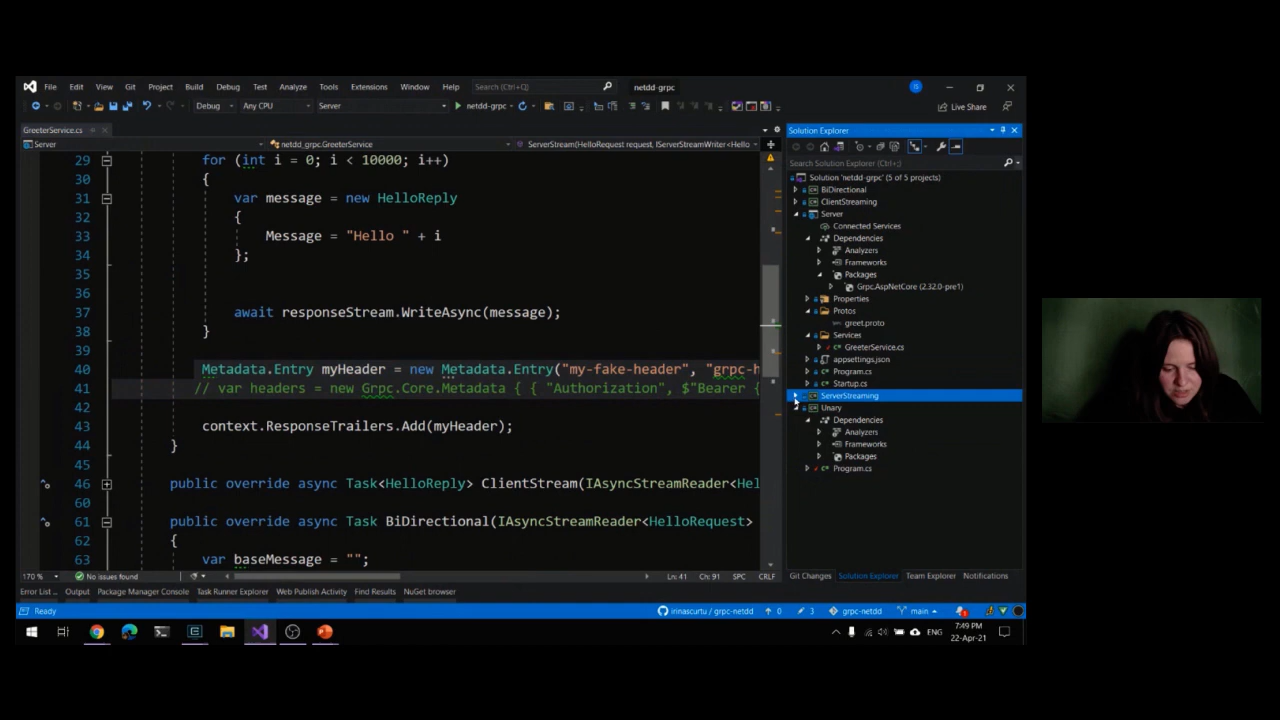 File Edit View Git Project Build Debug Test Analyze Tools Extensions Window Help Search (Ctrl+Q) netdd-grpc
Debug Any CPU Server netdd-grpc Live Share
GreeterService.cs
Server netdd_grpc.GreeterService ServerStream(HelloRequest request, IServerStreamWriter<Hello
29 for (int i = 0; i < 10000; i++)
30 {
31 var message = new HelloReply
32 {
33 Message = "Hello " + i
34 };
35
36
37 await responseStream.WriteAsync(message);
38 }
39
40 Metadata.Entry myHeader = new Metadata.Entry("my-fake-header", "grpc-h
41 // var headers = new Grpc.Core.Metadata { { "Authorization", $"Bearer {
42
43 context.ResponseTrailers.Add(myHeader);
44 }
45
46 public override async Task<HelloReply> ClientStream(IAsyncStreamReader<Hel
60
61 public override async Task BiDirectional(IAsyncStreamReader<HelloRequest>
62 {
63 var baseMessage = "";
170 % No issues found Ln: 41 Ch: 91 SPC CRLF
Solution Explorer
Search Solution Explorer (Ctrl+;)
Solution 'netdd-grpc' (5 of 5 projects)
BiDirectional
ClientStreaming
Server
Connected Services
Dependencies
Analyzers
Frameworks
Packages
Grpc.AspNetCore (2.32.0-pre1)
Properties
Protos
greet.proto
Services
GreeterService.cs
appsettings.json
Program.cs
Startup.cs
ServerStreaming
Unary
Dependencies
Analyzers
Frameworks
Packages
Program.cs
Git Changes Solution Explorer Team Explorer Notifications
Error List ... Output Package Manager Console Task Runner Explorer Web Publish Activity Find Results NuGet browser
Ready irinascurtu / grpc-netdd 0 3 grpc-netdd main
ENG 7:49 PM
22-Apr-21